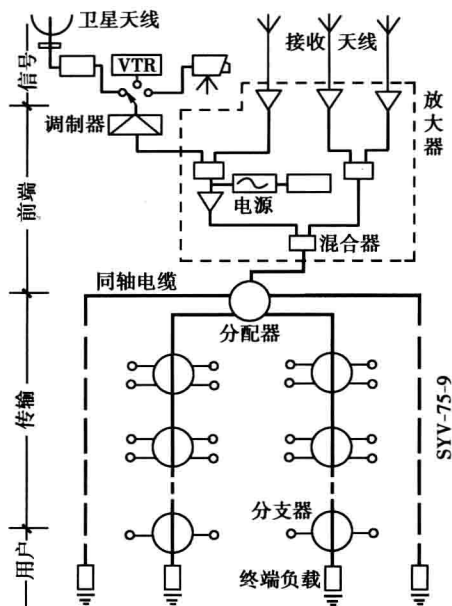 卫星天线
VTR
接收 天线
信号
调制器
放大器
前端
电源
混合器
同轴电缆
分配器
传输
SYV-75-9
分支器
用户
终端负载